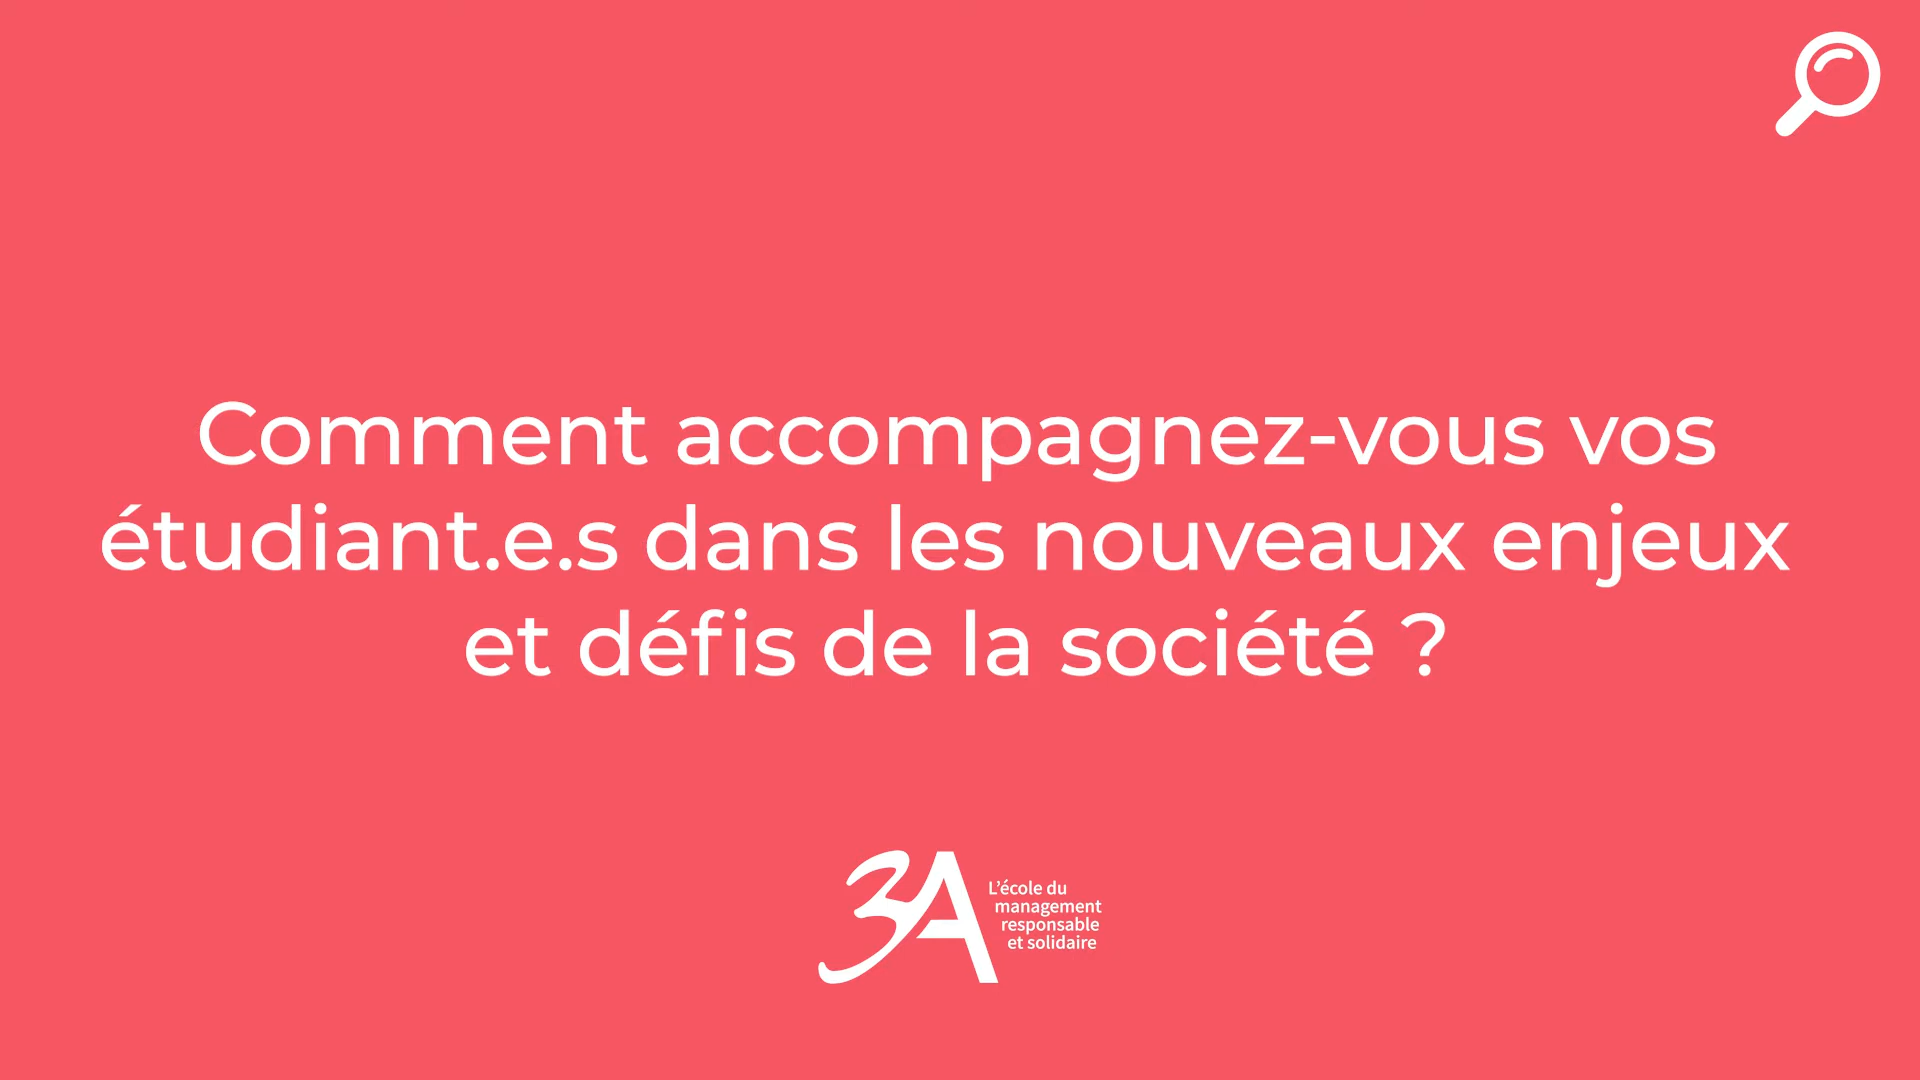 Comment accompagnez-vous vos
étudiant.e.s dans les nouveaux enjeux
et défis de la société ?
3A
L'école du
management
responsable
et solidaire